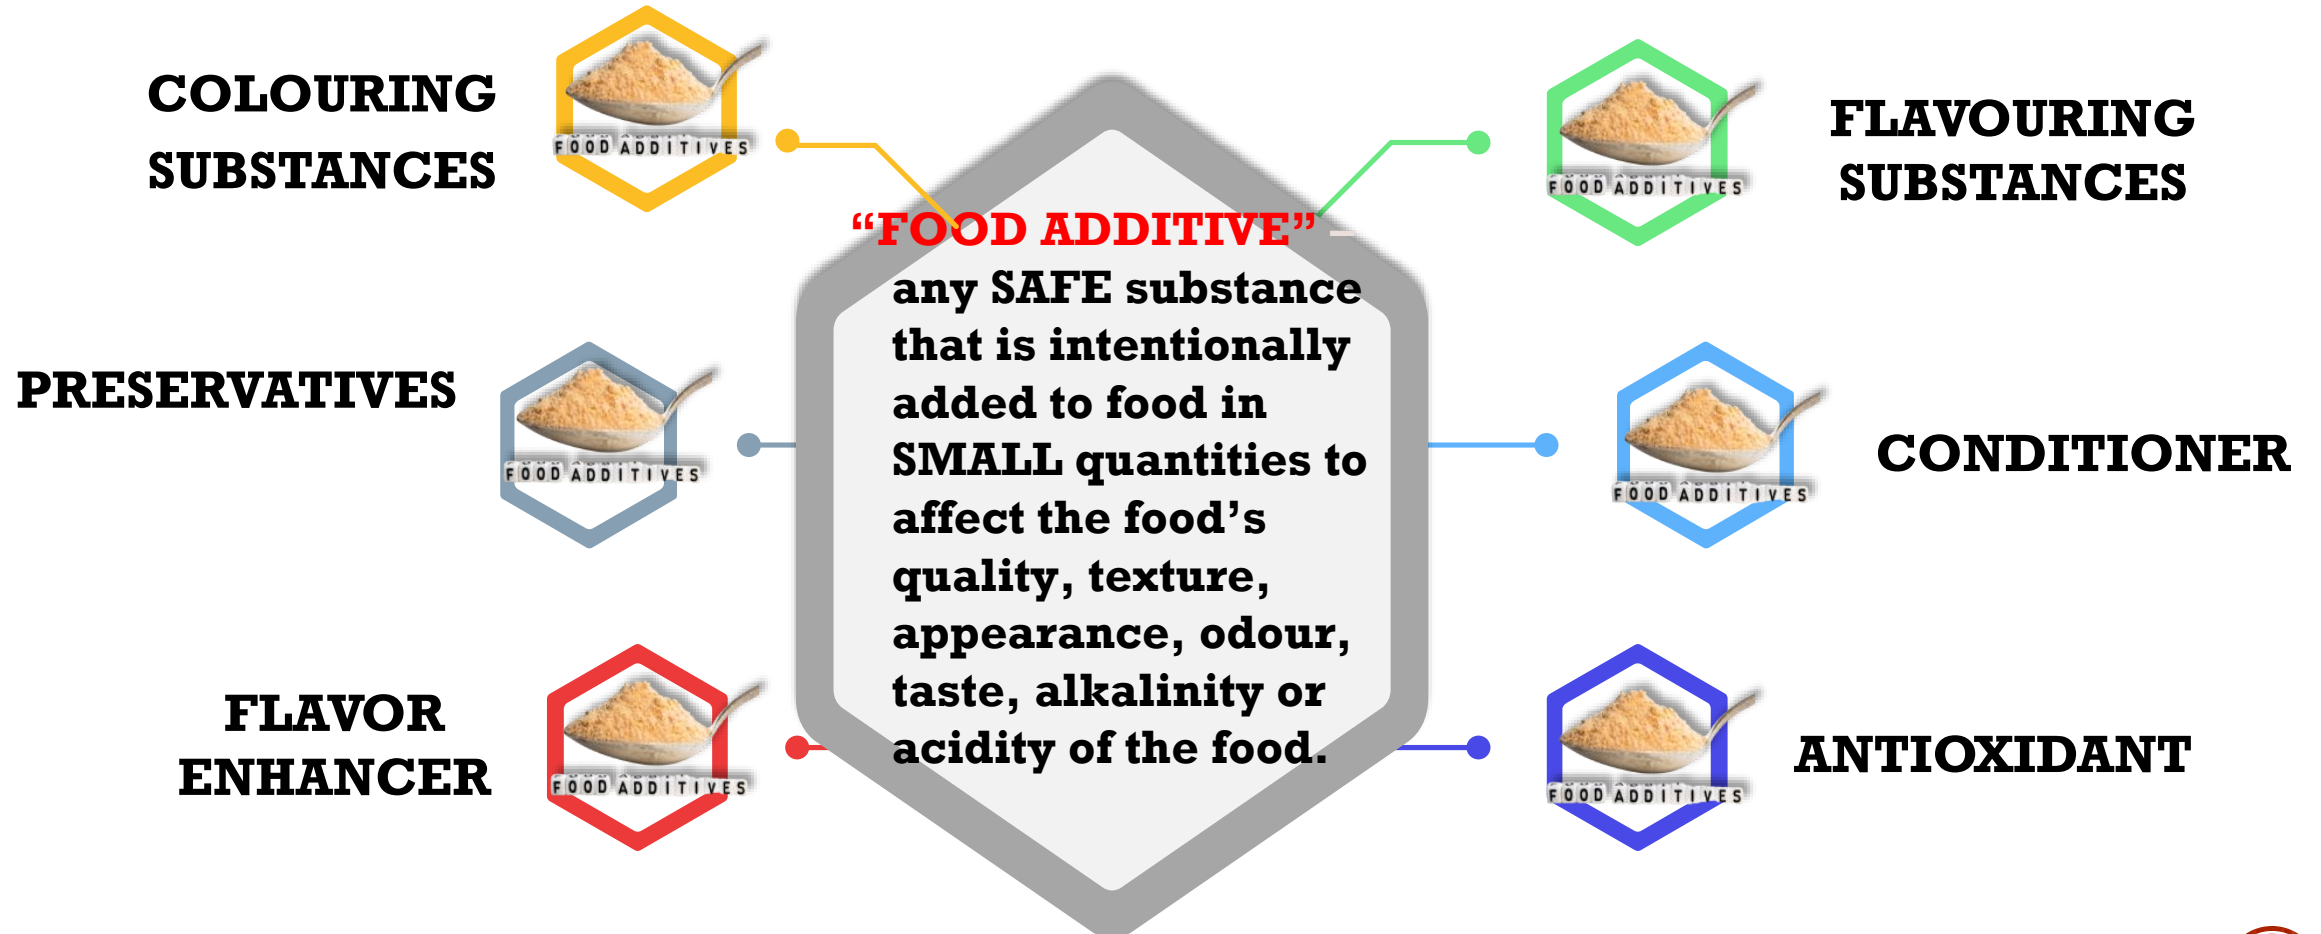 COLOURING
SUBSTANCES
FOOD ADDITIVES
PRESERVATIVES
FOOD ADDITIVES
FLAVOR
ENHANCER
FOOD ADDITIVES
“FOOD ADDITIVE” –
any SAFE substance
that is intentionally
added to food in
SMALL quantities to
affect the food’s
quality, texture,
appearance, odour,
taste, alkalinity or
acidity of the food.
FOOD ADDITIVES
FLAVOURING
SUBSTANCES
FOOD ADDITIVES
CONDITIONER
FOOD ADDITIVES
ANTIOXIDANT